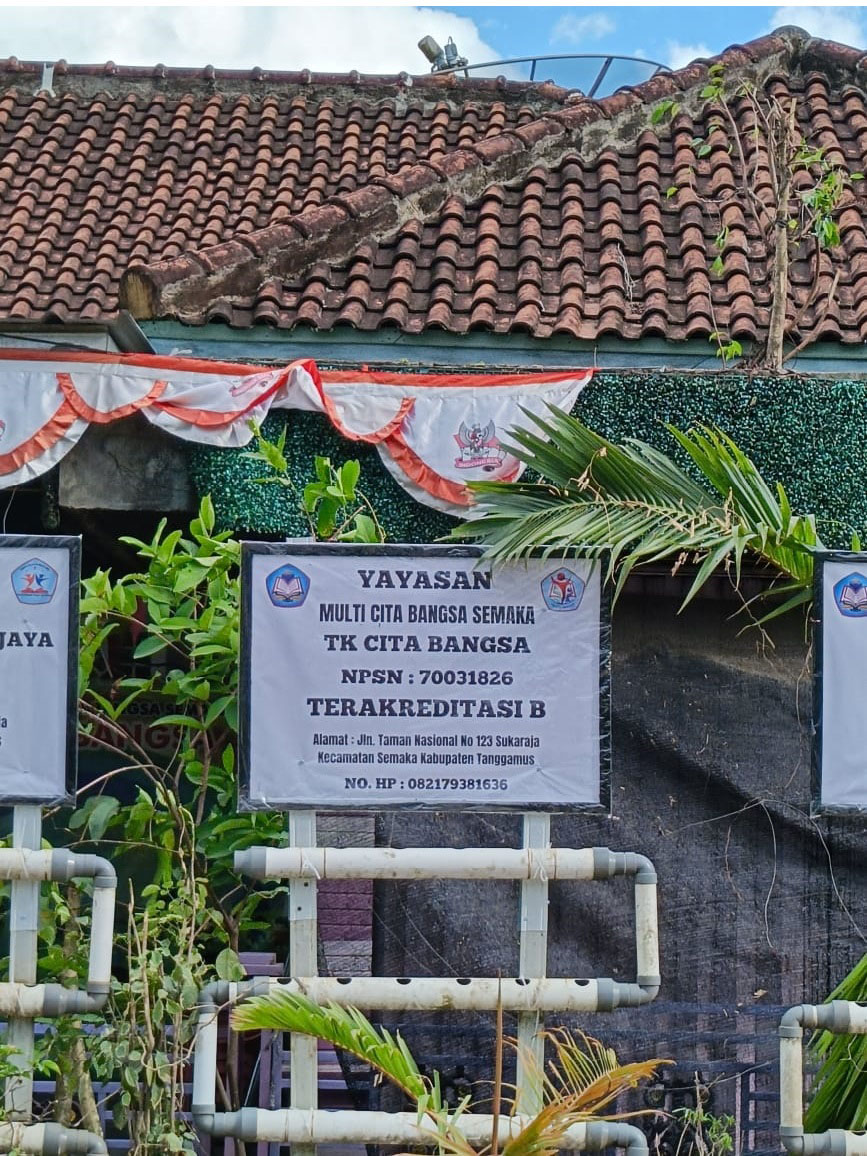 YAYASAN
MULTI CITA BANGSA SEMAKA
TK CITA BANGSA
NPSN : 70031826
TERAKREDITASI B
Alamat : Jln. Taman Nasional No 123 Sukaraja
Kecamatan Semaka Kabupaten Tanggamus
NO. HP : 082179381636
JAYA